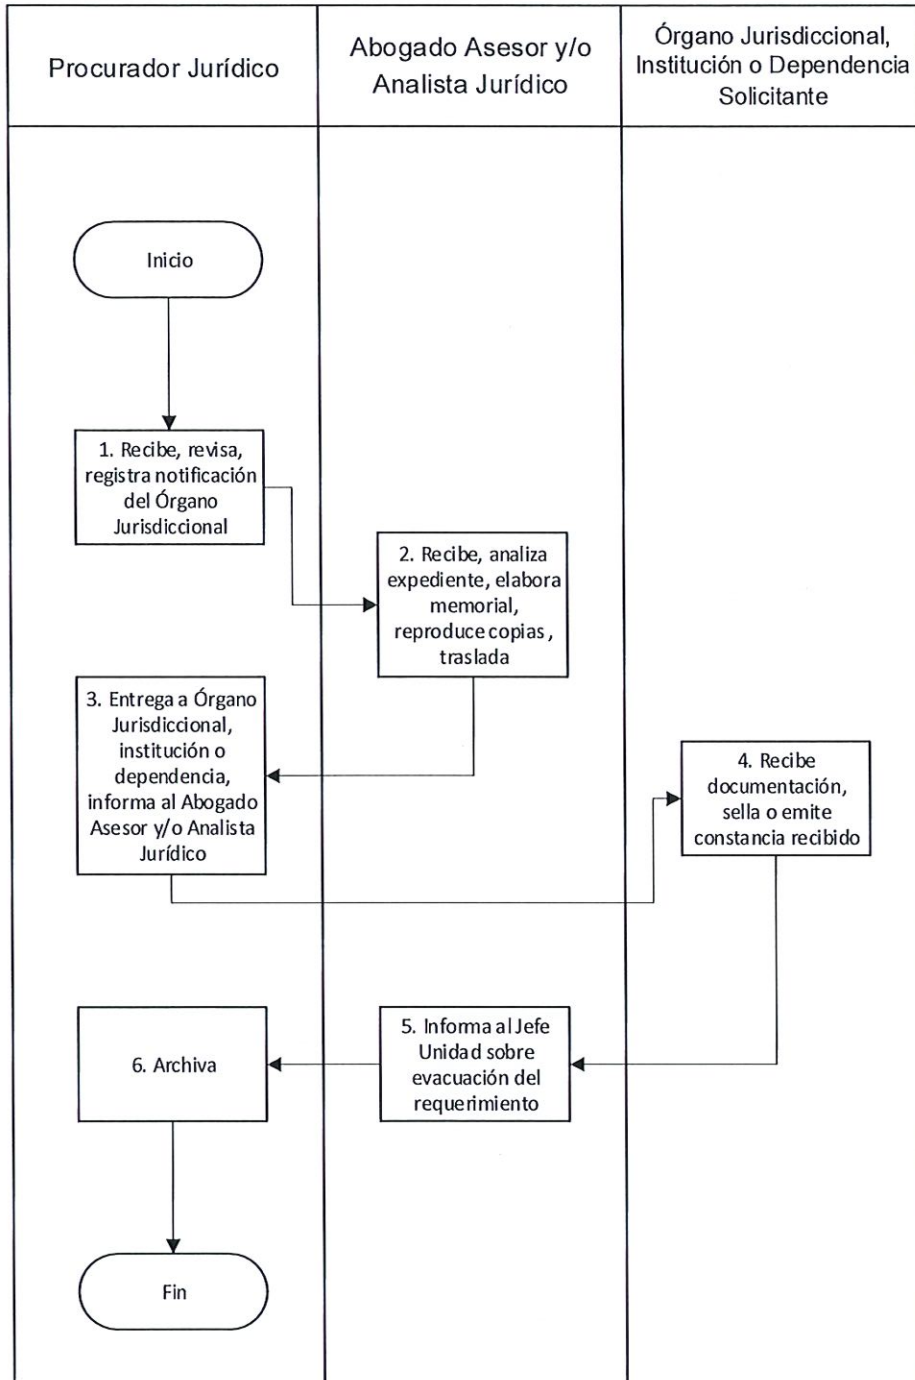 Procurador Jurídico
Abogado Asesor y/o
Analista Jurídico
Órgano Jurisdiccional,
Institución o Dependencia
Solicitante
Inicio
1. Recibe, revisa,
registra notificación
del Órgano
Jurisdiccional
2. Recibe, analiza
expediente, elabora
memorial,
reproduce copias,
traslada
3. Entrega a Órgano
Jurisdiccional,
institución o
dependencia,
informa al Abogado
Asesor y/o Analista
Jurídico
4. Recibe
documentación,
sella o emite
constancia recibido
5. Informa al Jefe
Unidad sobre
evacuación del
requerimiento
6. Archiva
Fin